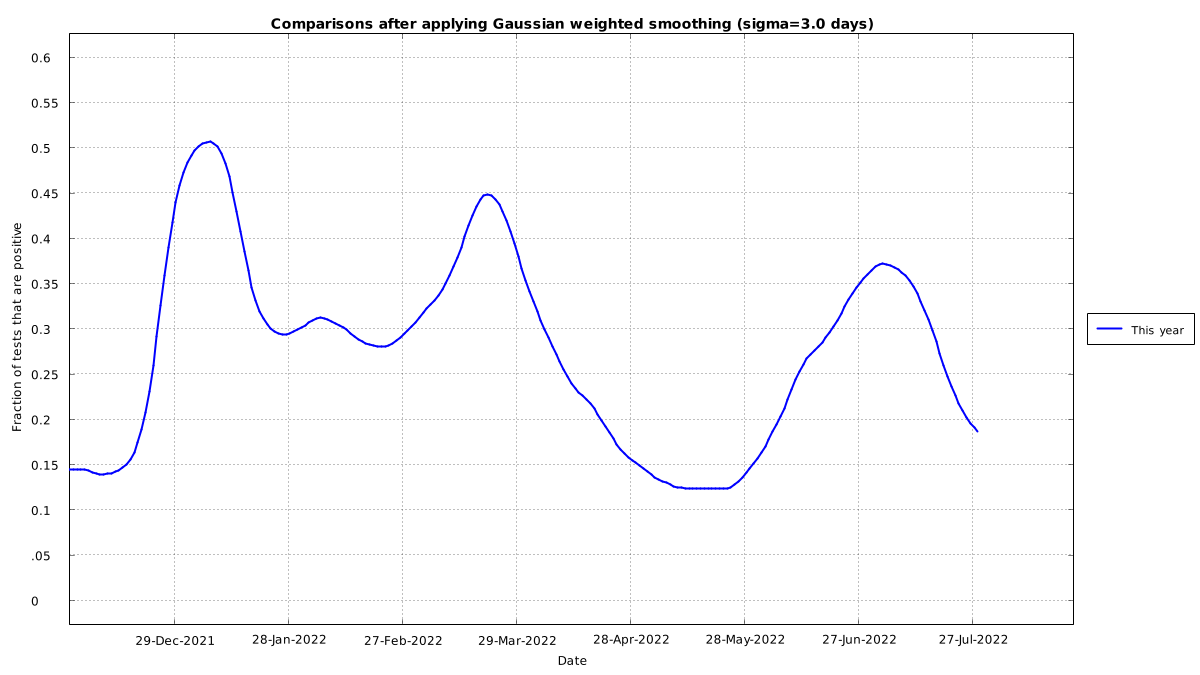 Comparisons after applying Gaussian weighted smoothing (sigma=3.0 days)
0.6
0.55
0.5
0.45
0.4
0.35
0.3
0.25
0.2
0.15
0.1
.05
0
Fraction of tests that are positive
29-Dec-2021
28-Jan-2022
27-Feb-2022
29-Mar-2022
28-Apr-2022
28-May-2022
27-Jun-2022
27-Jul-2022
Date
This year